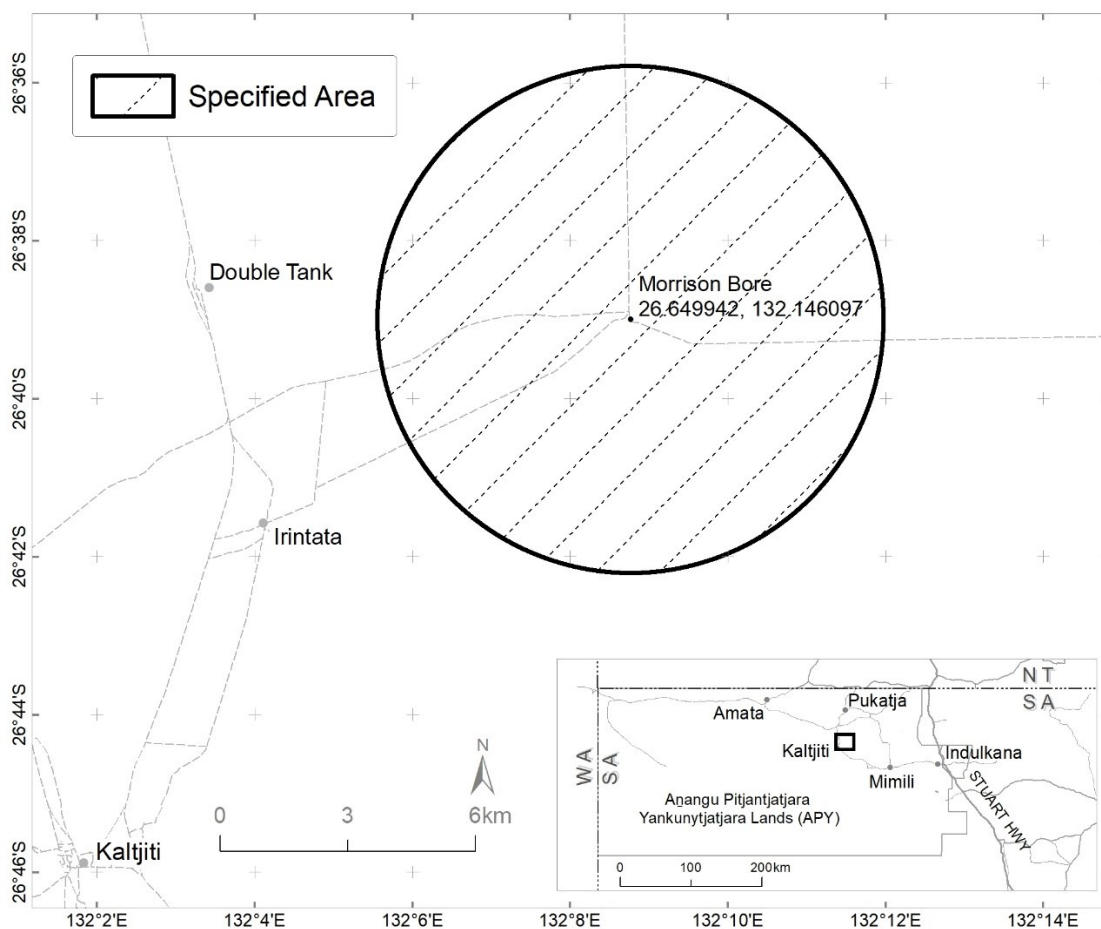 Specified Area
26°36'S
26°38'S
26°40'S
26°42'S
26°44'S
26°46'S
Double Tank
Morrison Bore
26.649942, 132.146097
Irintata
Kaltjiti
N
0 3 6km
NT
SA
WA
SA
Amata
Pukatja
Kaltjiti
Indulkana
Mimili
STUART HWY
Aṉangu Pitjantjatjara
Yankunytjatjara Lands (APY)
0 100 200km
132°2'E 132°4'E 132°6'E 132°8'E 132°10'E 132°12'E 132°14'E